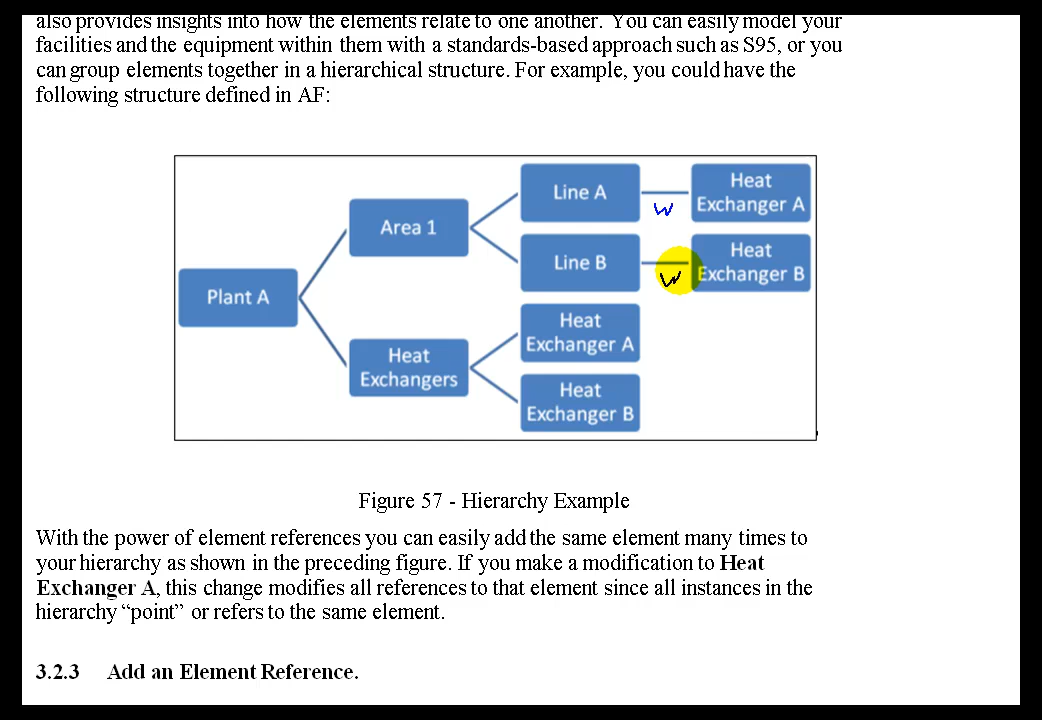 also provides insights into how the elements relate to one another. You can easily model your
facilities and the equipment within them with a standards-based approach such as S95, or you
can group elements together in a hierarchical structure. For example, you could have the
following structure defined in AF:
Plant A
Area 1
Heat
Exchangers
Line A
Line B
Heat
Exchanger A
Heat
Exchanger B
W
W
Heat
Exchanger A
Heat
Exchanger B
Figure 57 - Hierarchy Example
With the power of element references you can easily add the same element many times to
your hierarchy as shown in the preceding figure. If you make a modification to Heat
Exchanger A, this change modifies all references to that element since all instances in the
hierarchy “point” or refers to the same element.
3.2.3 Add an Element Reference.